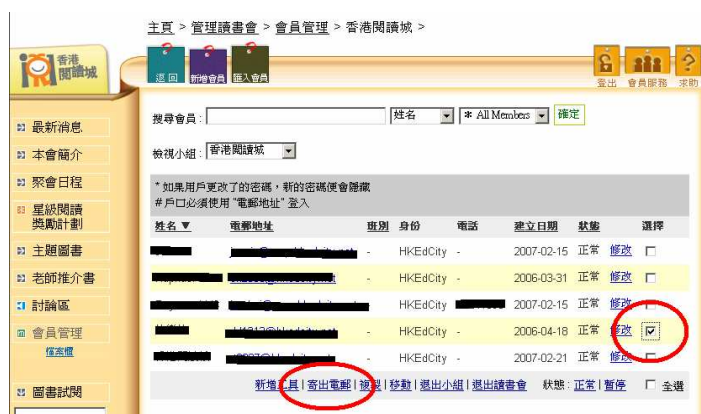 主頁 > 管理讀書會 > 會員管理 > 香港閱讀城 >
香港
閱讀城
返回 新增會員 匯入會員
登出 會員服務 求助
最新消息
本會簡介
聚會日程
星級閱讀
獎勵計劃
主題圖書
老師推介書
討論區
會員管理
檔案櫃
圖書試閱
搜尋會員: 姓名 * All Members 確定
檢視小組: 香港閱讀城
* 如果用戶更改了的密碼,新的密碼便會隱藏
# 戶口必須使用 "電郵地址" 登入
姓名▼ 電郵地址 班別 身份 電話 建立日期 狀態 選擇
- HKEdCity - 2007-02-15 正常 修改
- HKEdCity - 2006-03-31 正常 修改
- HKEdCity 2007-02-15 正常 修改
- HKEdCity - 2006-04-18 正常 修改
- HKEdCity - 2007-02-21 正常 修改
新增工具 | 寄出電郵 | 複製 | 移動 | 退出小組 | 退出讀書會 狀態: 正常 | 暫停 全選